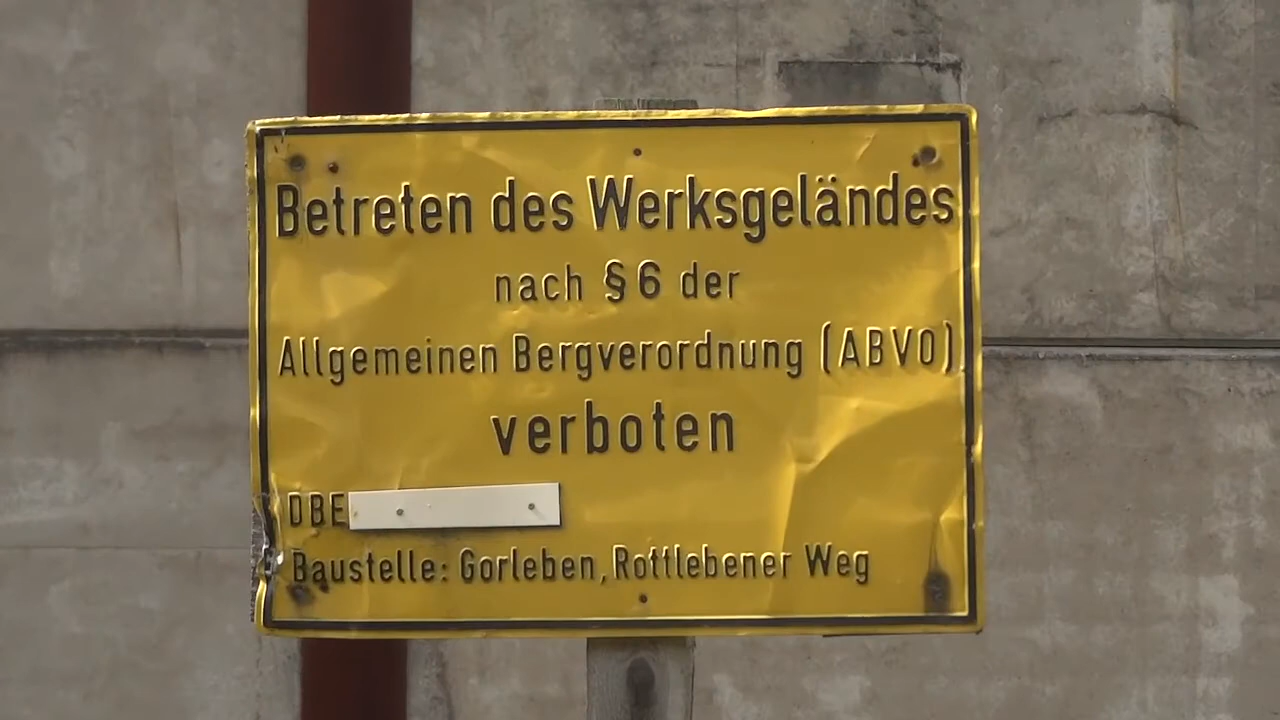 Betreten des Werksgeländes
nach § 6 der
Allgemeinen Bergverordnung (ABVO)
verboten
DBE
Baustelle: Gorleben, Rottlebener Weg